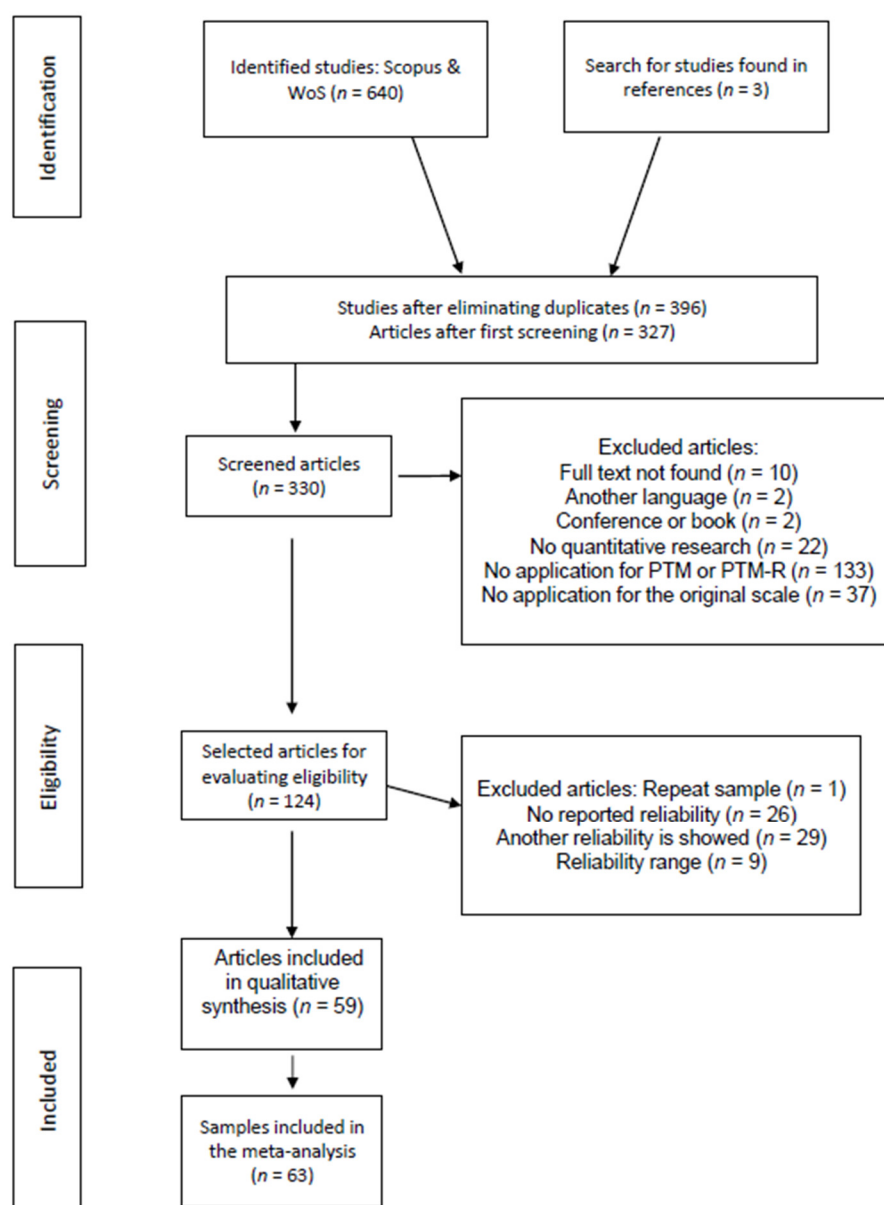 Identification
Identified studies: Scopus &
WoS (n = 640)
Search for studies found in
references (n = 3)
Screening
Studies after eliminating duplicates (n = 396)
Articles after first screening (n = 327)
Screened articles
(n = 330)
Excluded articles:
Full text not found (n = 10)
Another language (n = 2)
Conference or book (n = 2)
No quantitative research (n = 22)
No application for PTM or PTM-R (n = 133)
No application for the original scale (n = 37)
Eligibility
Selected articles for
evaluating eligibility
(n = 124)
Excluded articles: Repeat sample (n = 1)
No reported reliability (n = 26)
Another reliability is showed (n = 29)
Reliability range (n = 9)
Included
Articles included
in qualitative
synthesis (n = 59)
Samples included in
the meta-analysis
(n = 63)